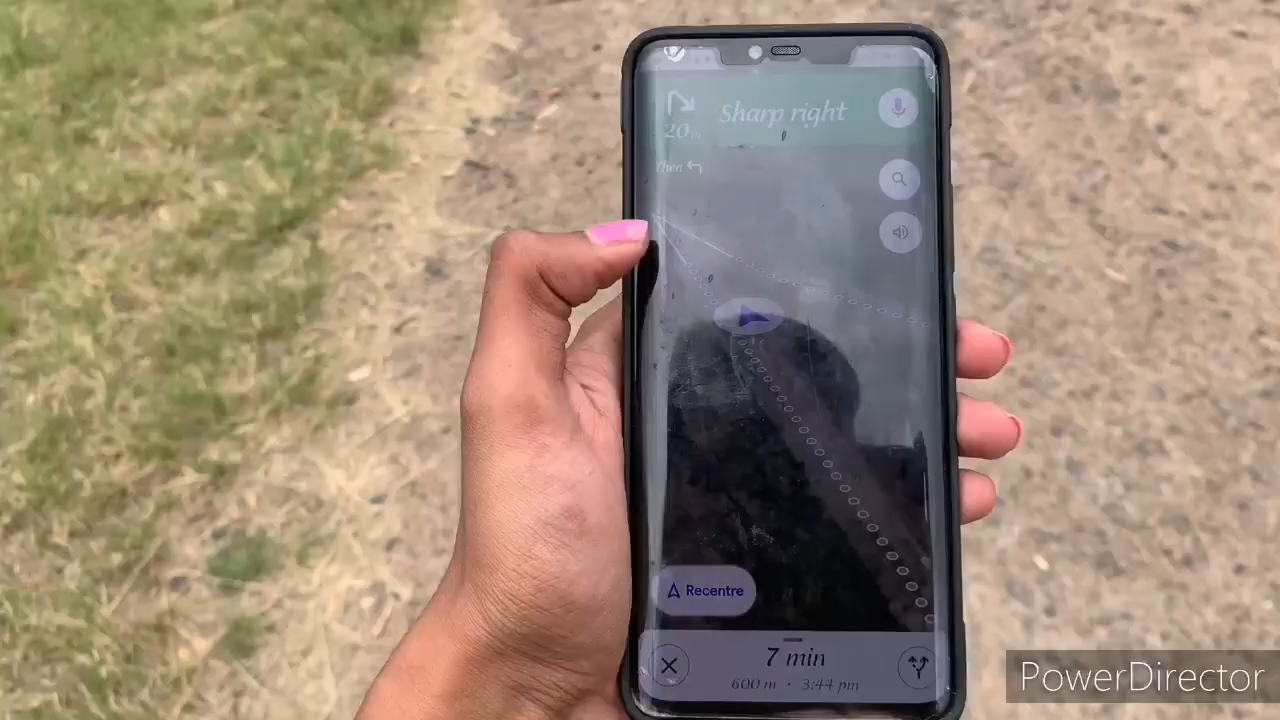 Sharp right
20 m
Then
Recentre
7 min
600 m · 3:44 pm
PowerDirector